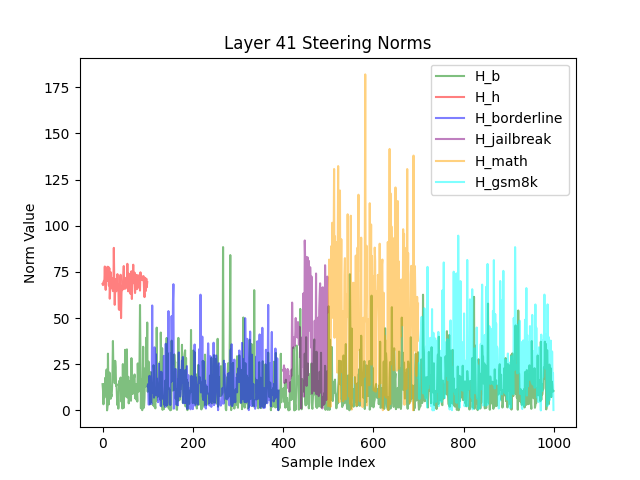 Layer 41 Steering Norms
Norm Value
175
150
125
100
75
50
25
0
0
200
400
600
800
1000
Sample Index
H_b
H_h
H_borderline
H_jailbreak
H_math
H_gsm8k